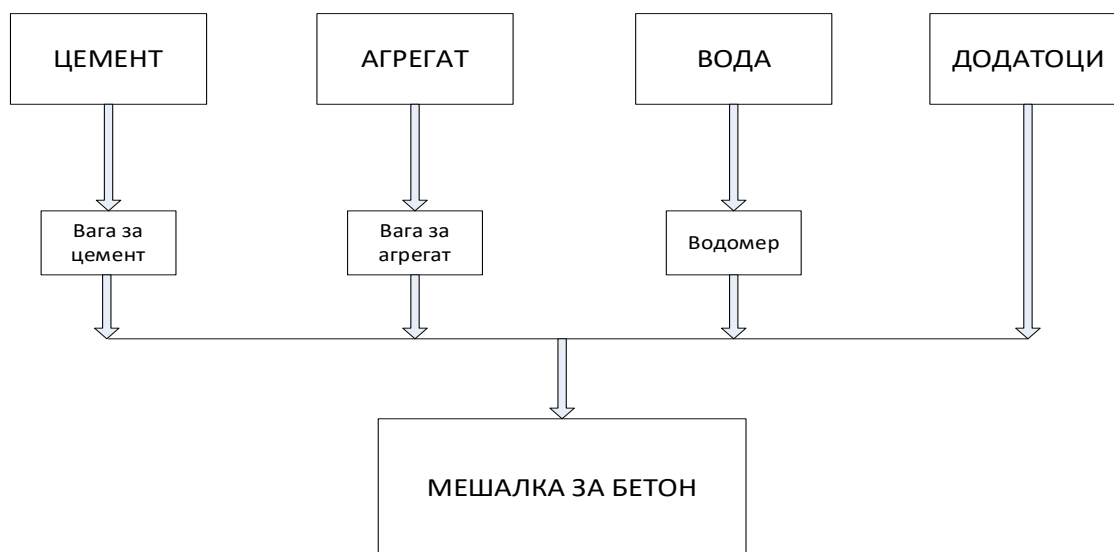 ЦЕМЕНТ
АГРЕГАТ
ВОДА
ДОДАТОЦИ
Вага за
цемент
Вага за
агрегат
Водомер
МЕШАЛКА ЗА БЕТОН